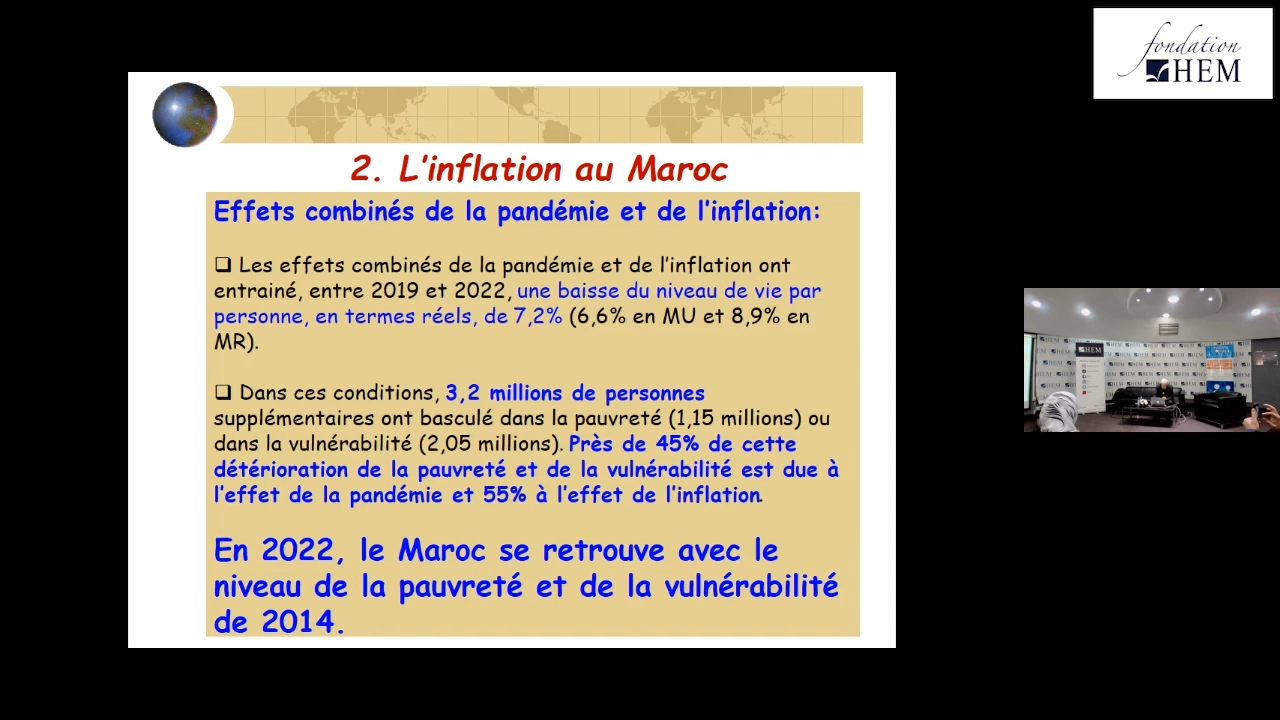 fondation
HEM
2. L'inflation au Maroc
Effets combinés de la pandémie et de l'inflation:
❑ Les effets combinés de la pandémie et de l'inflation ont
entrainé, entre 2019 et 2022, une baisse du niveau de vie par
personne, en termes réels, de 7,2% (6,6% en MU et 8,9% en
MR).
❑ Dans ces conditions, 3,2 millions de personnes
supplémentaires ont basculé dans la pauvreté (1,15 millions) ou
dans la vulnérabilité (2,05 millions). Près de 45% de cette
détérioration de la pauvreté et de la vulnérabilité est due à
l'effet de la pandémie et 55% à l'effet de l'inflation.
En 2022, le Maroc se retrouve avec le
niveau de la pauvreté et de la vulnérabilité
de 2014.
HEM